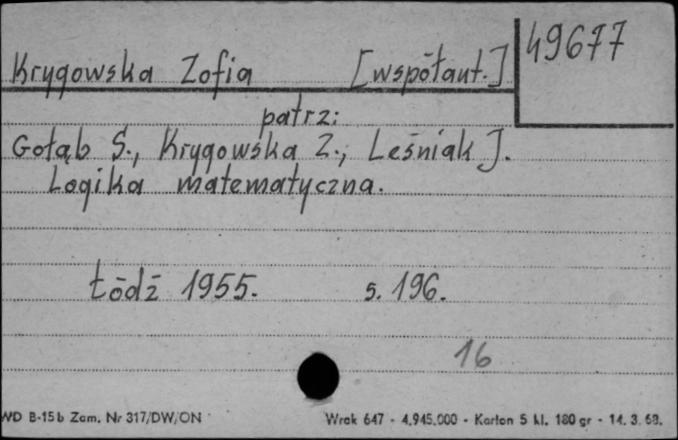 49677
Krygowska Zofia [współaut.]
patrz:
Gołąb S., Krygowska Z., Leśniak J.
Logika matematyczna.
Łódź 1955. s. 196.
16
WD B-15b Zam. Nr 317/DW/ON Wrak 647 - 4.945.000 - Karton 5 kl. 180 gr - 14. 3. 68.